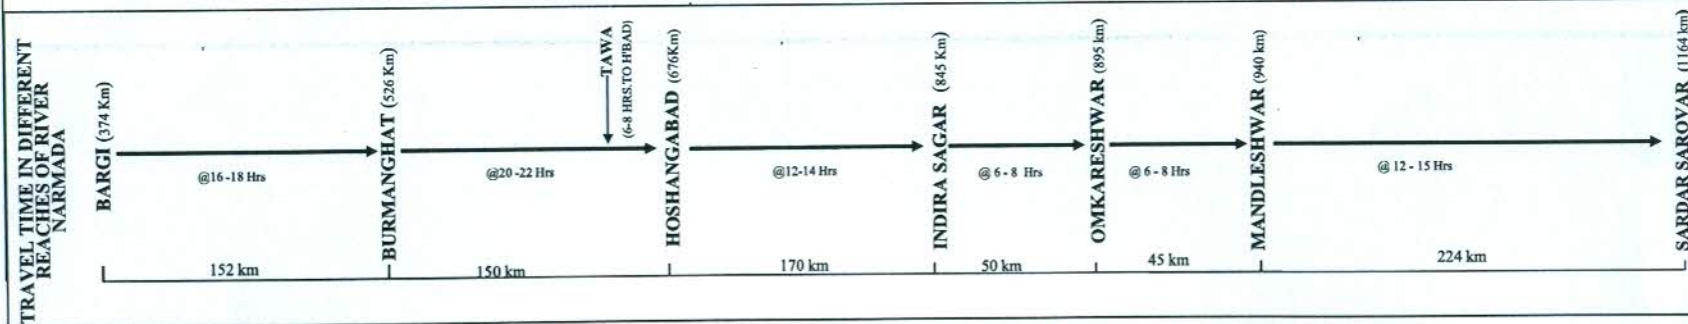 TRAVEL TIME IN DIFFERENT
REACHES OF RIVER
NARMADA
BARGI (374 Km)
@16 -18 Hrs
BURMANGHAT (526 Km)
@20 -22 Hrs
TAWA
(6-8 HRS.TO H'BAD)
HOSHANGABAD (676Km)
@12-14 Hrs
INDIRA SAGAR (845 Km)
@ 6 - 8 Hrs
OMKARESHWAR (895 km)
@ 6 - 8 Hrs
MANDLESHWAR (940 km)
@ 12 - 15 Hrs
SARDAR SAROVAR (1164 km)
152 km
150 km
170 km
50 km
45 km
224 km